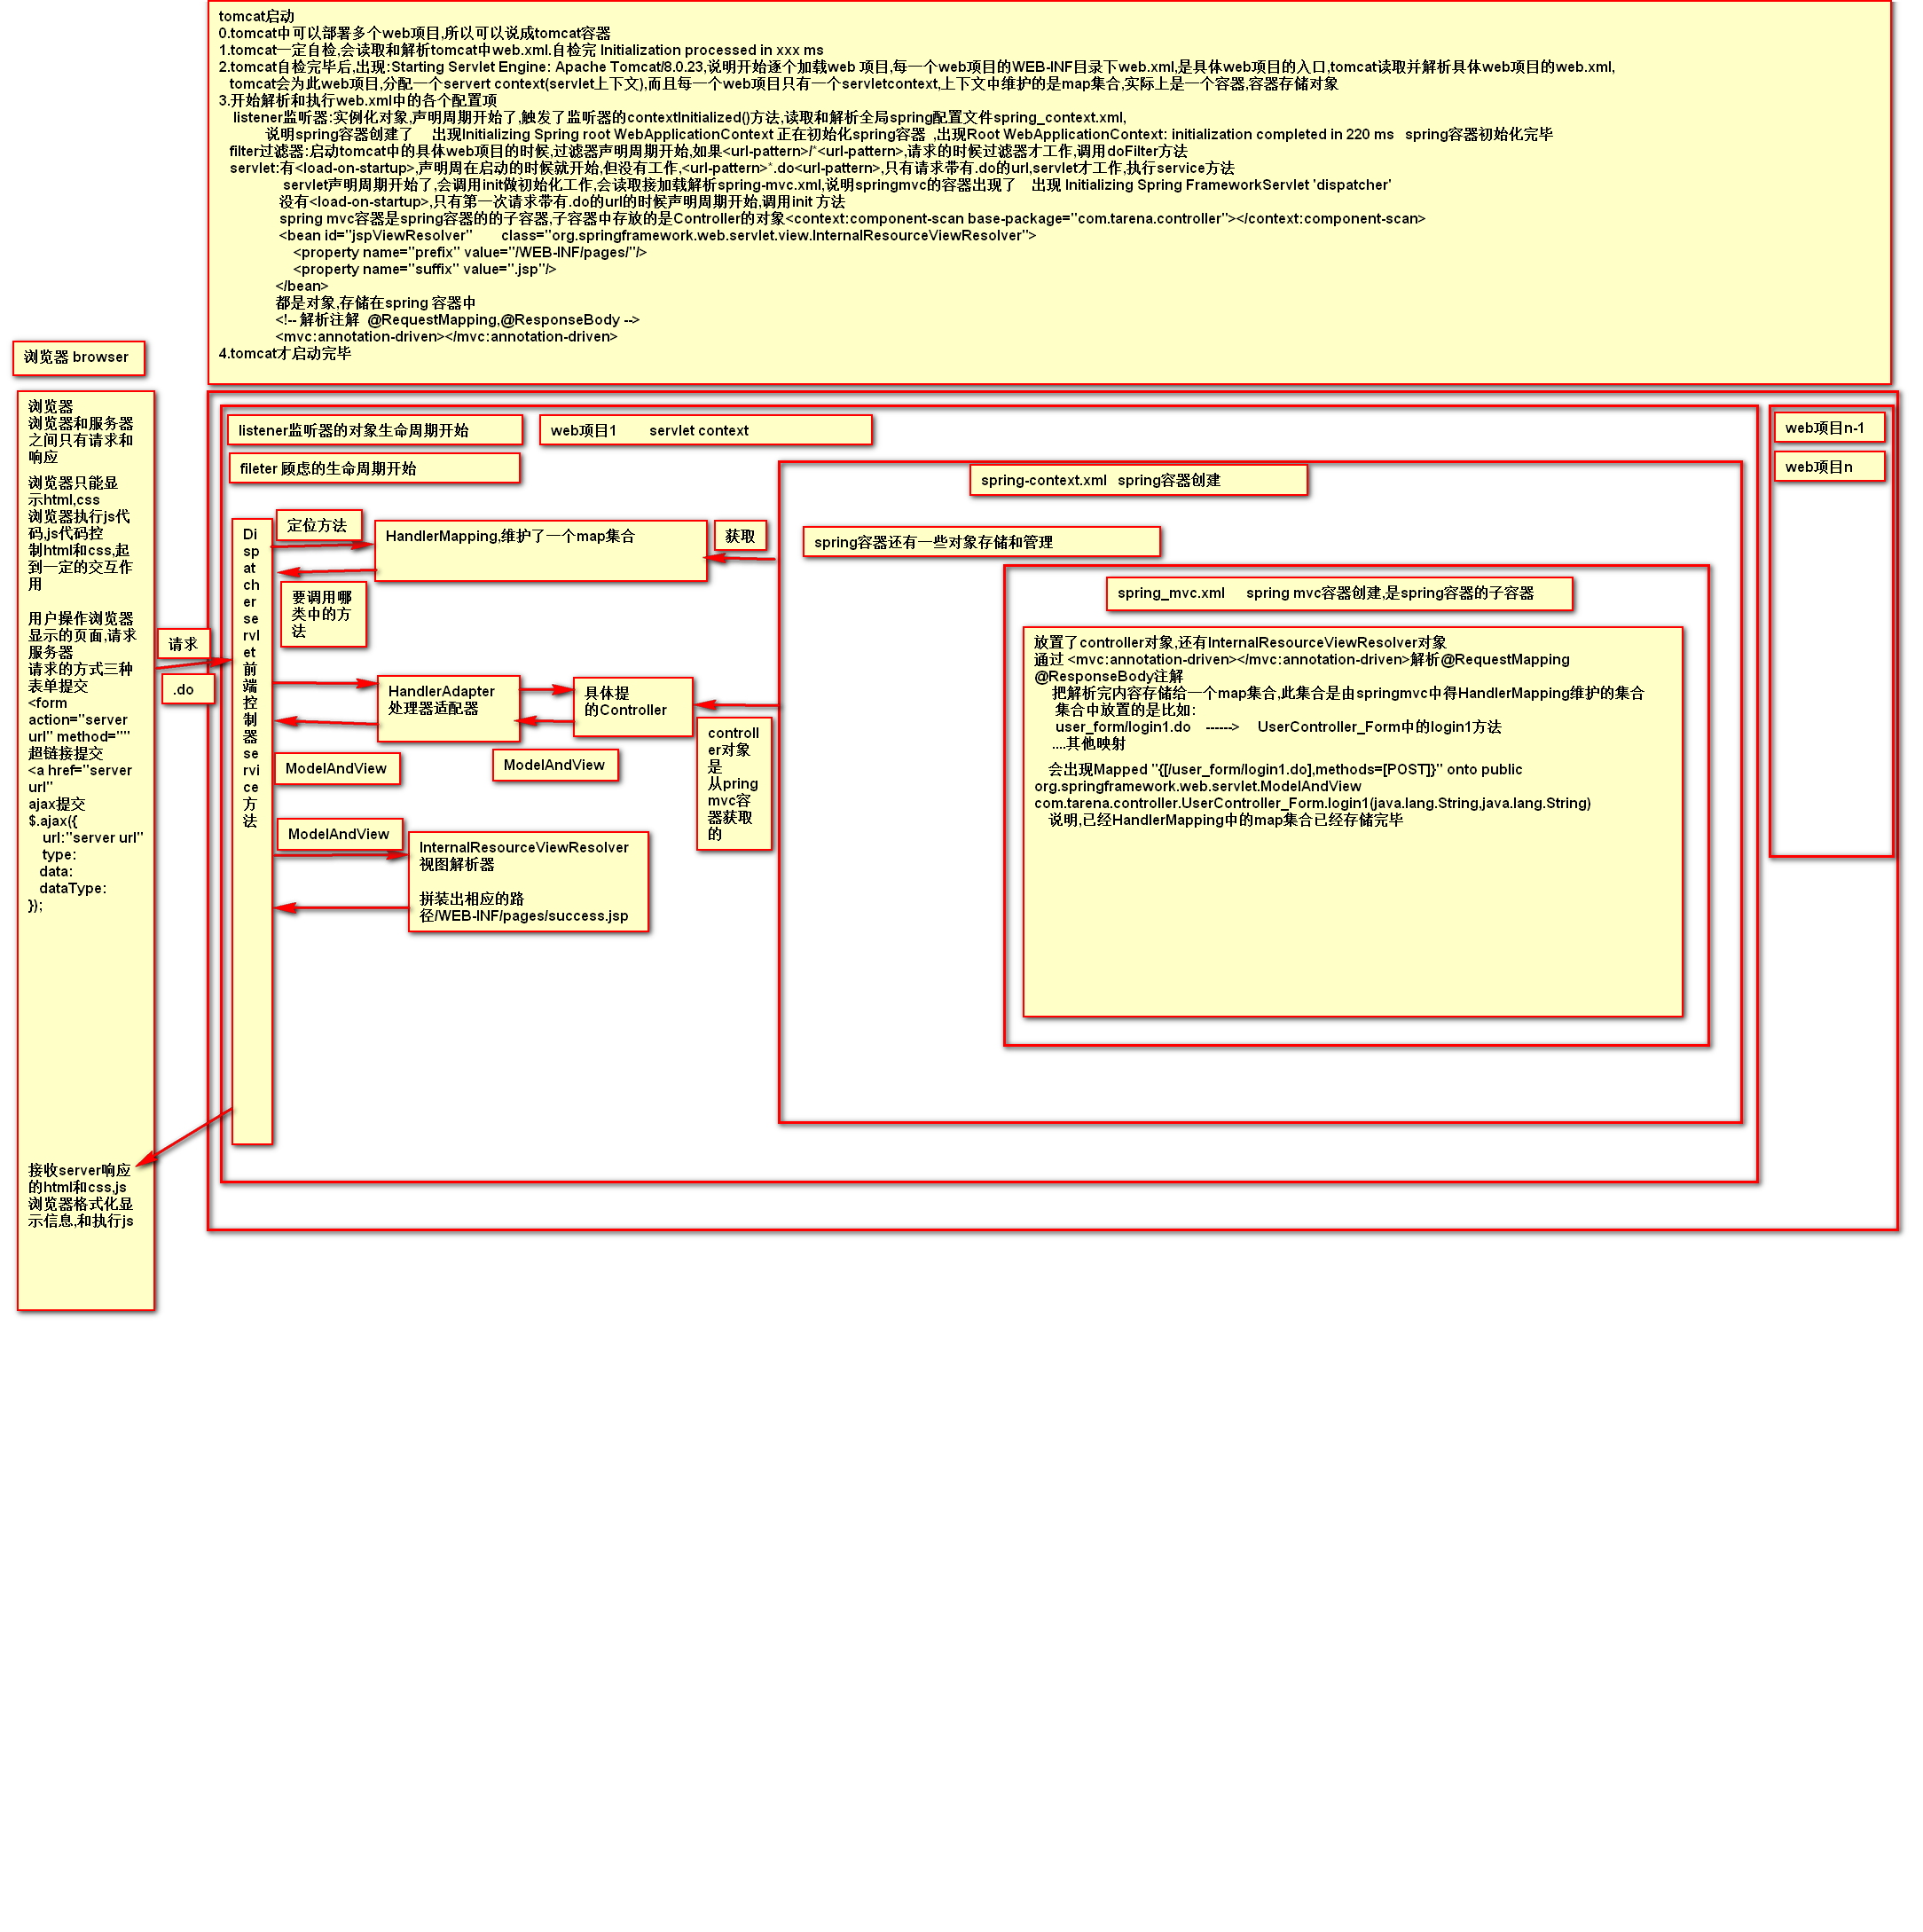 tomcat启动
0.tomcat中可以部署多个web项目,所以可以说成tomcat容器
1.tomcat一定自检,会读取和解析tomcat中web.xml.自检完 Initialization processed in xxx ms
2.tomcat自检完毕后,出现:Starting Servlet Engine: Apache Tomcat/8.0.23,说明开始逐个加载web 项目,每一个web项目的WEB-INF目录下web.xml,是具体web项目的入口,tomcat读取并解析具体web项目的web.xml,
tomcat会为此web项目,分配一个servert context(servlet上下文),而且每一个web项目只有一个servletcontext,上下文中维护的是map集合,实际上是一个容器,容器存储对象
3.开始解析和执行web.xml中的各个配置项
listener监听器:实例化对象,声明周期开始了,触发了监听器的contextInitialized()方法,读取和解析全局spring配置文件spring_context.xml,
说明spring容器创建了 出现Initializing Spring root WebApplicationContext 正在初始化spring容器 ,出现Root WebApplicationContext: initialization completed in 220 ms spring容器初始化完毕
filter过滤器:启动tomcat中的具体web项目的时候,过滤器声明周期开始,如果<url-pattern>/*<url-pattern>,请求的时候过滤器才工作,调用doFilter方法
servlet:有<load-on-startup>,声明周在启动的时候就开始,但没有工作,<url-pattern>*.do<url-pattern>,只有请求带有.do的url,servlet才工作,执行service方法
servlet声明周期开始了,会调用init做初始化工作,会读取接加载解析spring-mvc.xml,说明springmvc的容器出现了 出现 Initializing Spring FrameworkServlet 'dispatcher'
没有<load-on-startup>,只有第一次请求带有.do的url的时候声明周期开始,调用init 方法
spring mvc容器是spring容器的的子容器,子容器中存放的是Controller的对象<context:component-scan base-package="com.tarena.controller"></context:component-scan>
<bean id="jspViewResolver" class="org.springframework.web.servlet.view.InternalResourceViewResolver">
<property name="prefix" value="/WEB-INF/pages/"/>
<property name="suffix" value=".jsp"/>
</bean>
都是对象,存储在spring 容器中
<!-- 解析注解 @RequestMapping,@ResponseBody -->
<mvc:annotation-driven></mvc:annotation-driven>
4.tomcat才启动完毕
浏览器 browser
浏览器
浏览器和服务器
之间只有请求和
响应
浏览器只能显
示html,css
浏览器执行js代
码,js代码控
制html和css,起
到一定的交互作
用
用户操作浏览器
显示的页面,请求
服务器
请求的方式三种
表单提交
<form
action="server
url" method=""
超链接提交
<a href="server
url"
ajax提交
$.ajax({
url:"server url"
type:
data:
dataType:
});
接收server响应
的html和css,js
浏览器格式化显
示信息,和执行js
请求
.do
listener监听器的对象生命周期开始
web项目1 servlet context
fileter 顾虑的生命周期开始
Di
sp
at
ch
er
se
rvl
et
前
端
控
制
器
se
rvi
ce
方
法
定位方法
HandlerMapping,维护了一个map集合
获取
要调用哪
类中的方
法
HandlerAdapter
处理器适配器
具体提
的Controller
ModelAndView
ModelAndView
controll
er对象
是
从pring
mvc容
器获取
的
ModelAndView
InternalResourceViewResolver
视图解析器
拼装出相应的路
径/WEB-INF/pages/success.jsp
spring-context.xml spring容器创建
spring容器还有一些对象存储和管理
spring_mvc.xml spring mvc容器创建,是spring容器的子容器
放置了controller对象,还有InternalResourceViewResolver对象
通过 <mvc:annotation-driven></mvc:annotation-driven>解析@RequestMapping
@ResponseBody注解
把解析完内容存储给一个map集合,此集合是由springmvc中得HandlerMapping维护的集合
集合中放置的是比如:
user_form/login1.do ------> UserController_Form中的login1方法
....其他映射
会出现Mapped "{[/user_form/login1.do],methods=[POST]}" onto public
org.springframework.web.servlet.ModelAndView
com.tarena.controller.UserController_Form.login1(java.lang.String,java.lang.String)
说明,已经HandlerMapping中的map集合已经存储完毕
web项目n-1
web项目n